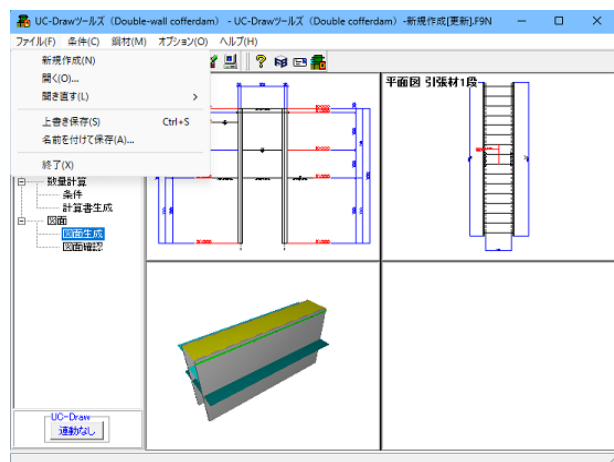 UC-Drawツールズ（Double-wall cofferdam） - UC-Drawツールズ（Double cofferdam）-新規作成[更新].F9N
ファイル(F) 条件(C) 鋼材(M) オプション(O) ヘルプ(H)
新規作成(N)
開く(O)...
開き直す(L)
上書き保存(S) Ctrl+S
名前を付けて保存(A)...
終了(X)
数量計算
条件
計算書生成
図面
図面生成
図面確認
平面図 引張材1段
UC-Draw
連動なし